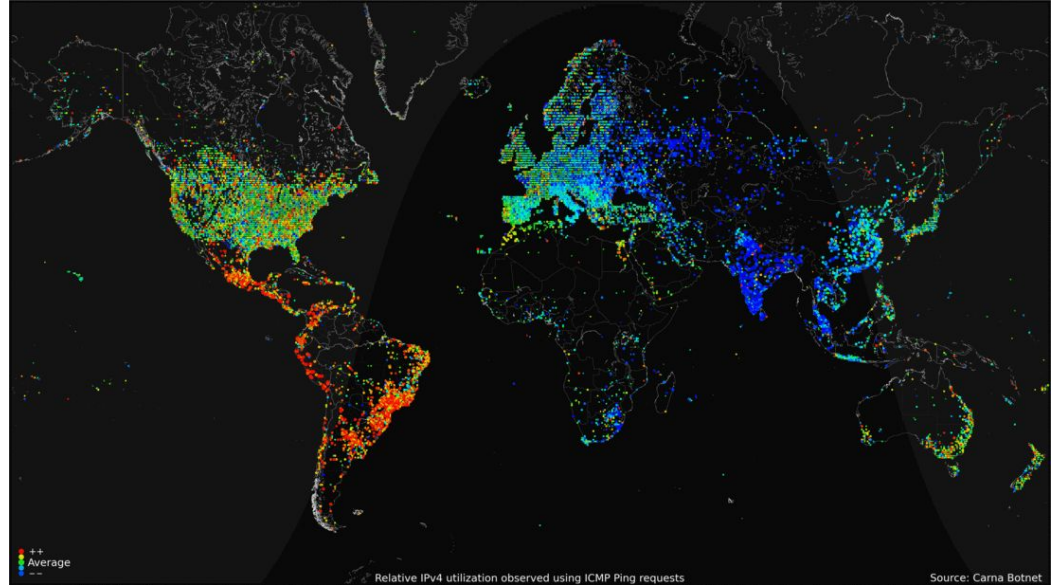 ++
Average
--
Relative IPv4 utilization observed using ICMP Ping requests
Source: Carna Botnet